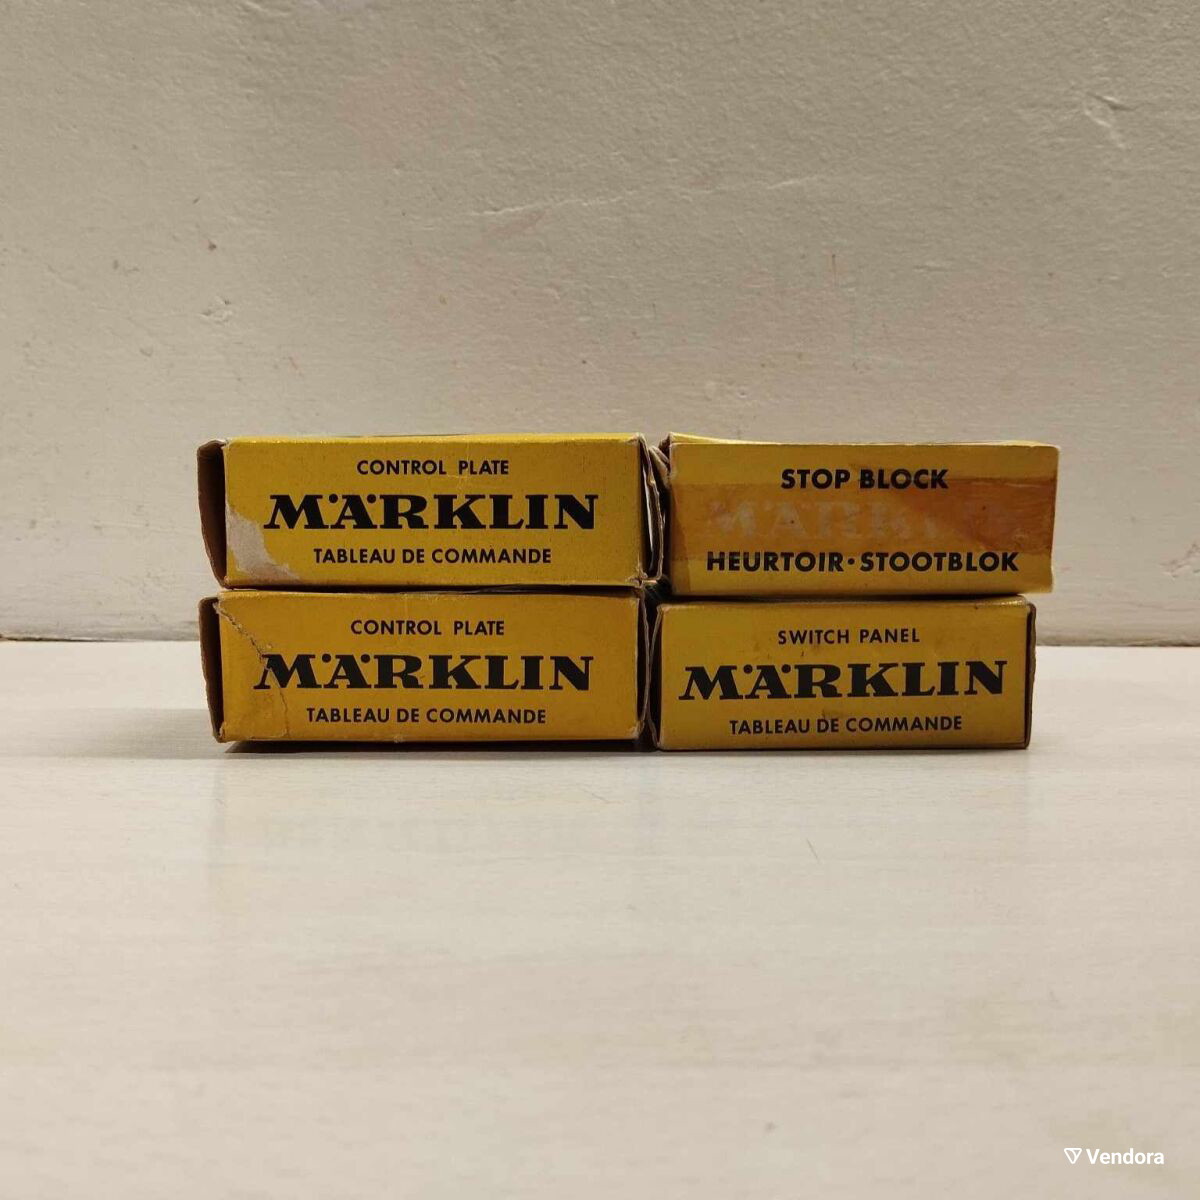 CONTROL PLATE
MÄRKLIN
TABLEAU DE COMMANDE
STOP BLOCK
MÄRKLIN
HEURTOIR·STOOTBLOK
CONTROL PLATE
MÄRKLIN
TABLEAU DE COMMANDE
SWITCH PANEL
MÄRKLIN
TABLEAU DE COMMANDE
Vendora